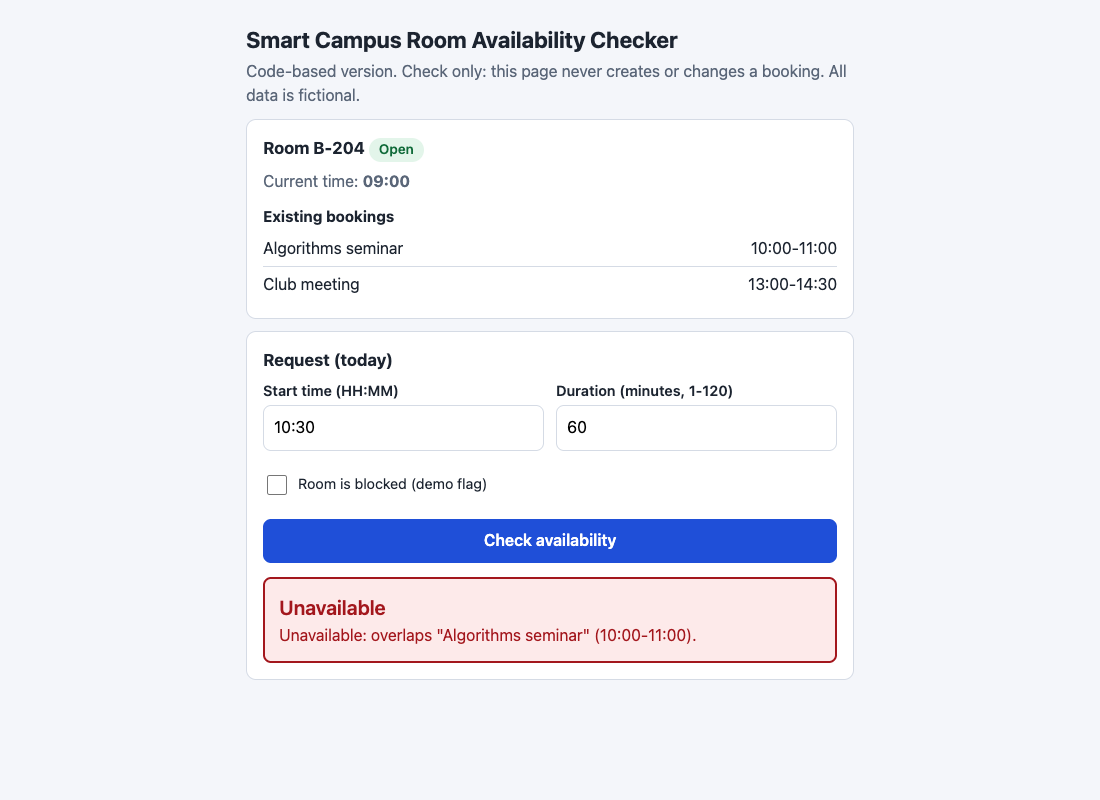 Smart Campus Room Availability Checker
Code-based version. Check only: this page never creates or changes a booking. All
data is fictional.
Room B-204 Open
Current time: 09:00
Existing bookings
Algorithms seminar 10:00-11:00
Club meeting 13:00-14:30
Request (today)
Start time (HH:MM) Duration (minutes, 1-120)
10:30 60
Room is blocked (demo flag)
Check availability
Unavailable
Unavailable: overlaps "Algorithms seminar" (10:00-11:00).